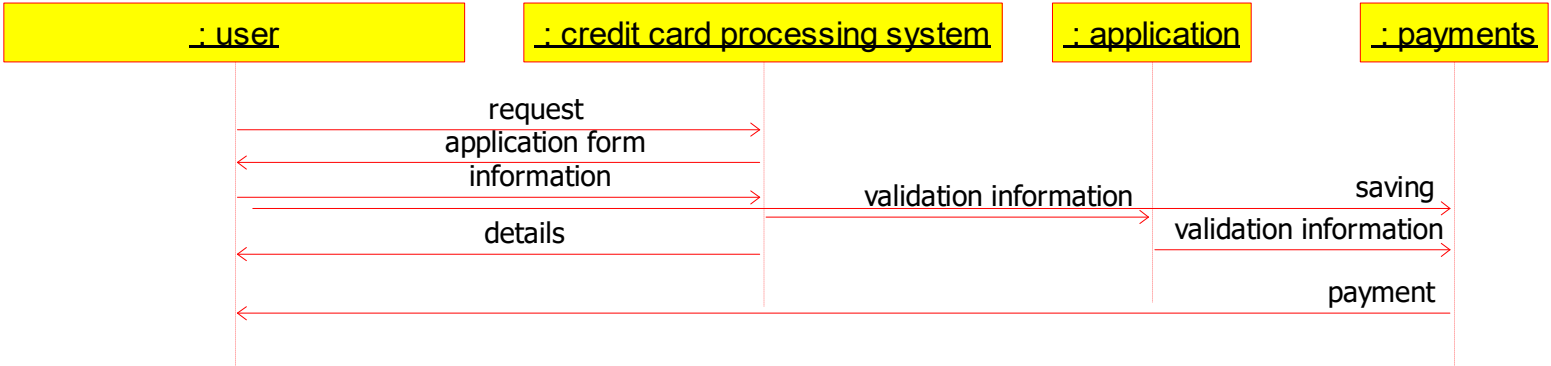 : user
: credit card processing system
: application
: payments
request
application form
information
saving
validation information
details
validation information
payment